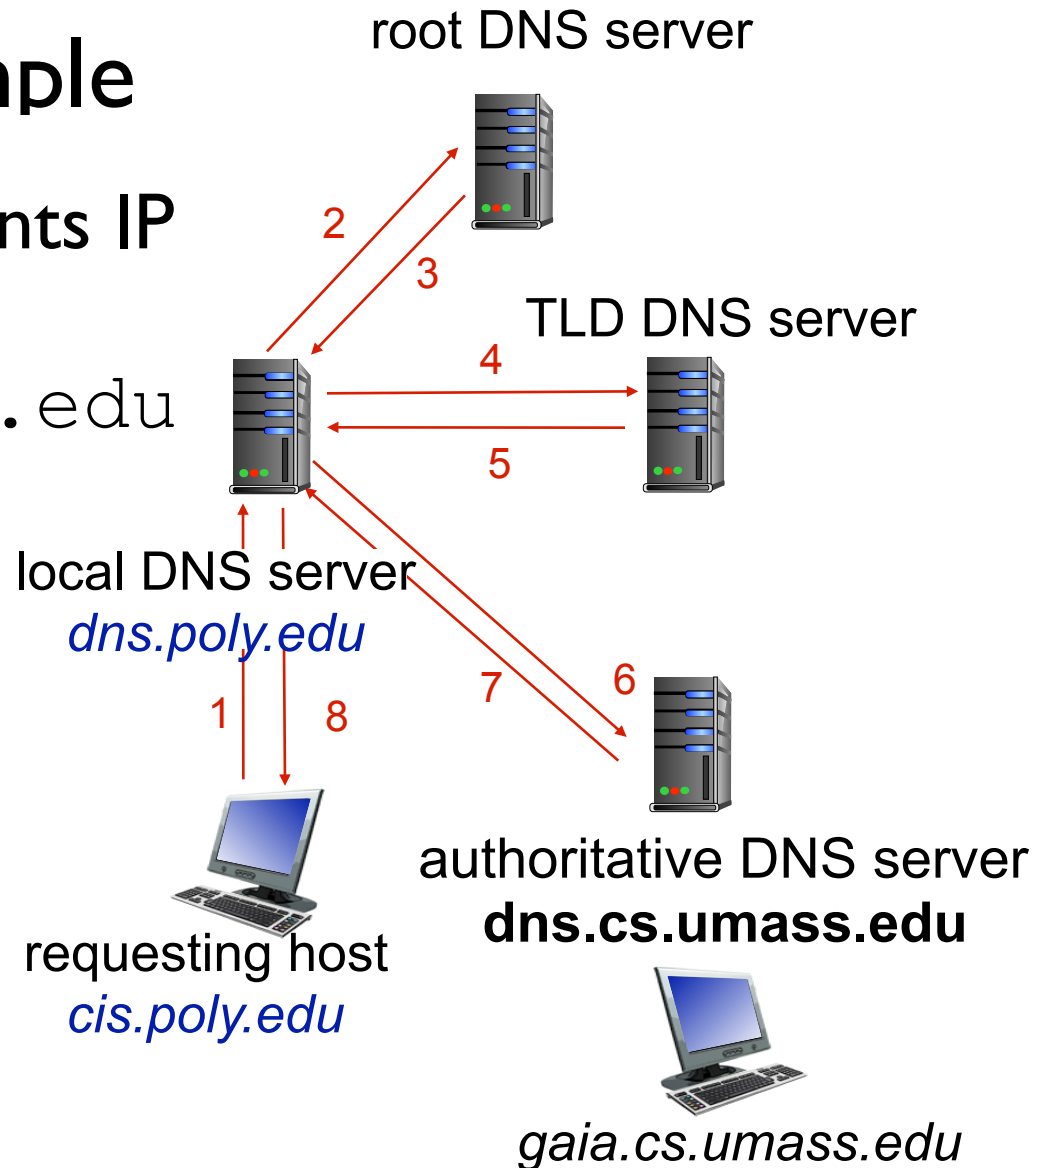 root DNS server
2
3
TLD DNS server
4
.edu
5
local DNS server
dns.poly.edu
6
7
1
8
authoritative DNS server
dns.cs.umass.edu
requesting host
cis.poly.edu
gaia.cs.umass.edu
IP